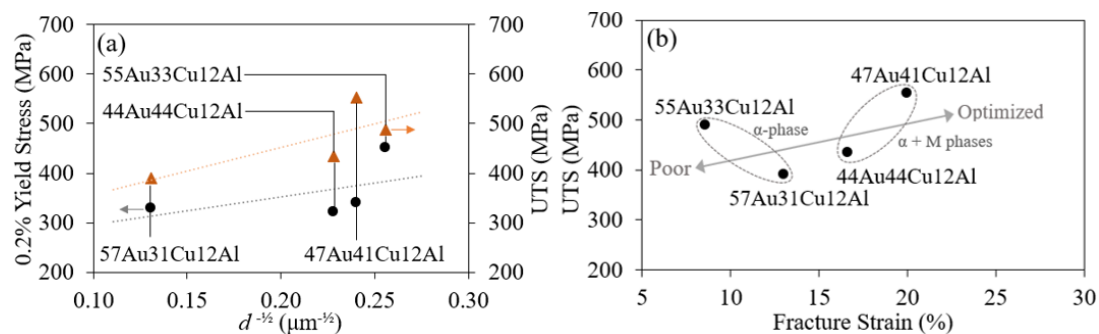 (a)
0.2% Yield Stress (MPa)
700
600
500
400
300
200
0.10
0.15
0.20
0.25
0.30
d -½ (μm-½)
55Au33Cu12Al
44Au44Cu12Al
57Au31Cu12Al
47Au41Cu12Al
700
600
500
400
300
200
UTS (MPa)
(b)
UTS (MPa)
700
600
500
400
300
200
5
10
15
20
25
30
Fracture Strain (%)
47Au41Cu12Al
55Au33Cu12Al
Optimized
α-phase
α + M phases
Poor
44Au44Cu12Al
57Au31Cu12Al